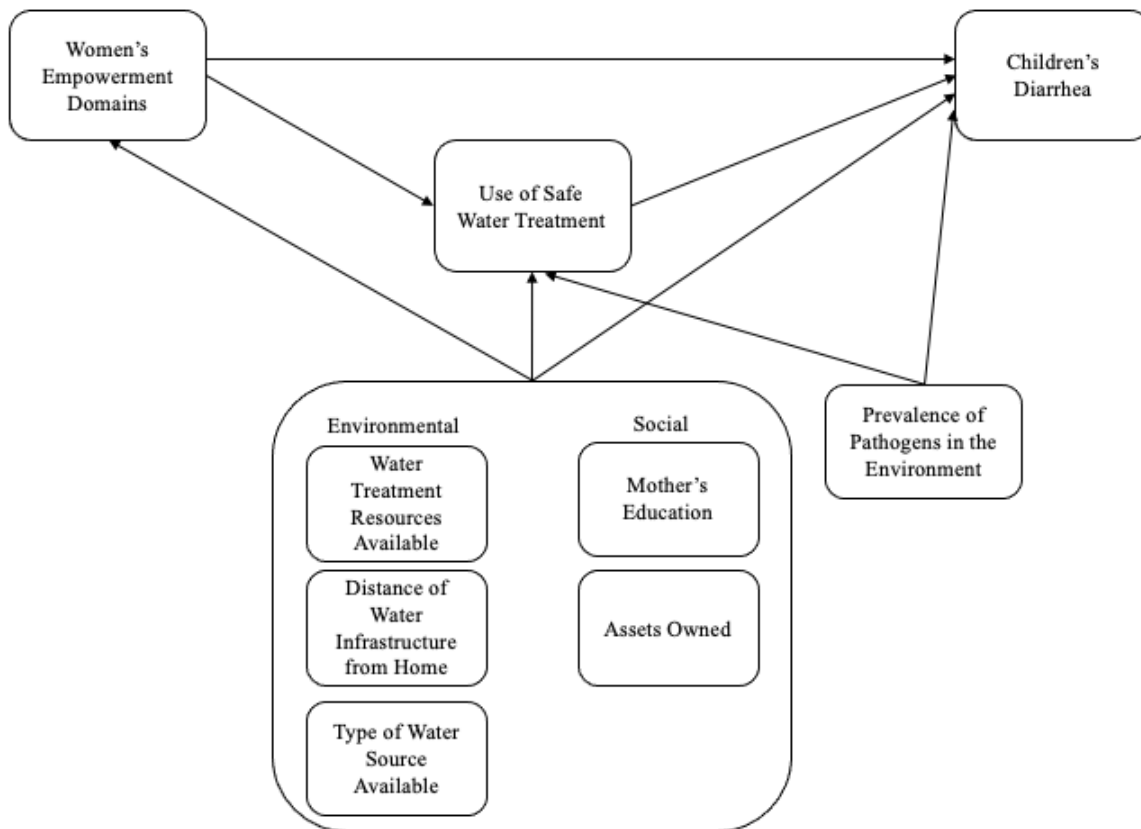 Women’s
Empowerment
Domains
Children’s
Diarrhea
Use of Safe
Water Treatment
Environmental
Water
Treatment
Resources
Available
Distance of
Water
Infrastructure
from Home
Type of Water
Source
Available
Social
Mother’s
Education
Assets Owned
Prevalence of
Pathogens in the
Environment